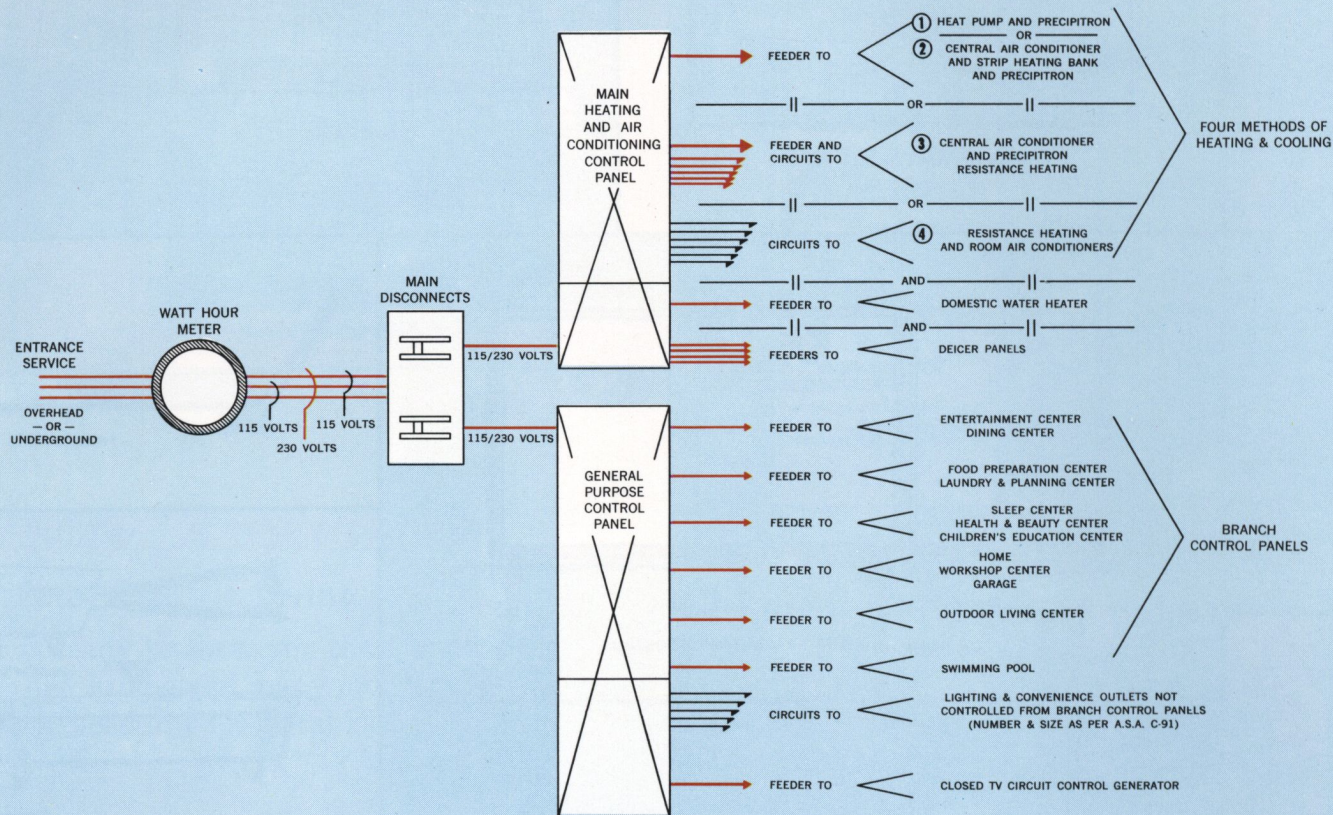 ENTRANCE
SERVICE
OVERHEAD
— OR —
UNDERGROUND
WATT HOUR
METER
115 VOLTS
230 VOLTS
115 VOLTS
MAIN
DISCONNECTS
115/230 VOLTS
115/230 VOLTS
MAIN
HEATING
AND AIR
CONDITIONING
CONTROL
PANEL
FEEDER TO
① HEAT PUMP AND PRECIPITRON
OR
② CENTRAL AIR CONDITIONER
AND STRIP HEATING BANK
AND PRECIPITRON
OR
FEEDER AND
CIRCUITS TO
③ CENTRAL AIR CONDITIONER
AND PRECIPITRON
RESISTANCE HEATING
OR
CIRCUITS TO
④ RESISTANCE HEATING
AND ROOM AIR CONDITIONERS
FOUR METHODS OF
HEATING & COOLING
AND
FEEDER TO
DOMESTIC WATER HEATER
AND
FEEDERS TO
DEICER PANELS
GENERAL
PURPOSE
CONTROL
PANEL
FEEDER TO
ENTERTAINMENT CENTER
DINING CENTER
FEEDER TO
FOOD PREPARATION CENTER
LAUNDRY & PLANNING CENTER
FEEDER TO
SLEEP CENTER
HEALTH & BEAUTY CENTER
CHILDREN'S EDUCATION CENTER
FEEDER TO
HOME
WORKSHOP CENTER
GARAGE
FEEDER TO
OUTDOOR LIVING CENTER
BRANCH
CONTROL PANELS
FEEDER TO
SWIMMING POOL
CIRCUITS TO
LIGHTING & CONVENIENCE OUTLETS NOT
CONTROLLED FROM BRANCH CONTROL PANELS
(NUMBER & SIZE AS PER A.S.A. C-91)
FEEDER TO
CLOSED TV CIRCUIT CONTROL GENERATOR